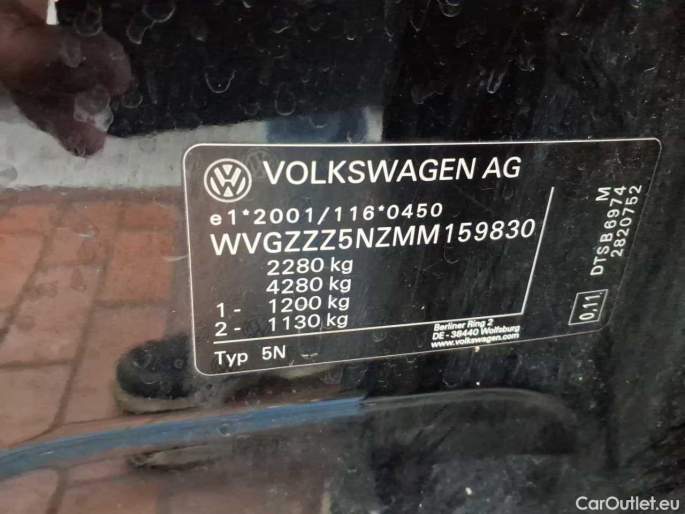 VOLKSWAGEN AG
e1*2001/116*0450
WVGZZZ5NZMM159830
2280 kg
4280 kg
1- 1200 kg
2- 1130 kg
Typ 5N
Berliner Ring 2
DE - 38440 Wolfsburg
www.volkswagen.com
0,11
M
DTSB6974
2820752
CarOutlet.eu